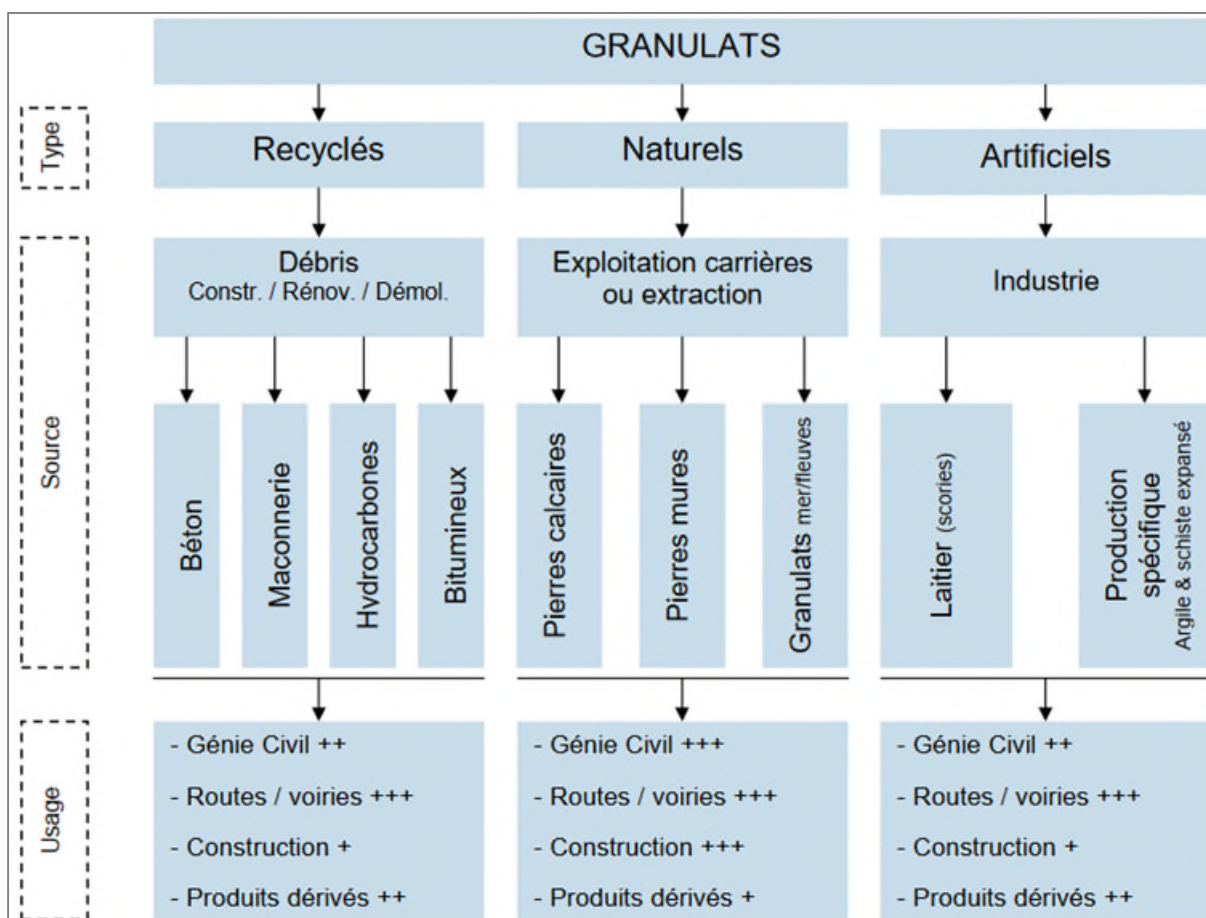 GRANULATS
Type
Recyclés
Naturels
Artificiels
Source
Débris
Constr. / Rénov. / Démol.
Exploitation carrières
ou extraction
Industrie
Béton
Maçonnerie
Hydrocarbones
Bitumineux
Pierres calcaires
Pierres mures
Granulats mer/fleuves
Laitier (scories)
Production
spécifique
Argile & schiste expansé
Usage
- Génie Civil ++
- Routes / voiries +++
- Construction +
- Produits dérivés ++
- Génie Civil +++
- Routes / voiries +++
- Construction +++
- Produits dérivés +
- Génie Civil ++
- Routes / voiries +++
- Construction +
- Produits dérivés ++